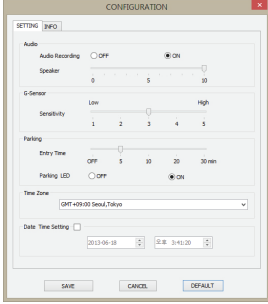 CONFIGURATION
SETTING INFO
Audio
Audio Recording OFF ON
Speaker
0 5 10
G-Sensor
Low High
Sensitivity
1 2 3 4 5
Parking
Entry Time
OFF 5 10 20 30 min
Parking LED OFF ON
Time Zone
GMT+09:00 Seoul,Tokyo
Date Time Setting
2013-06-18 오후 3:41:20
SAVE CANCEL DEFAULT